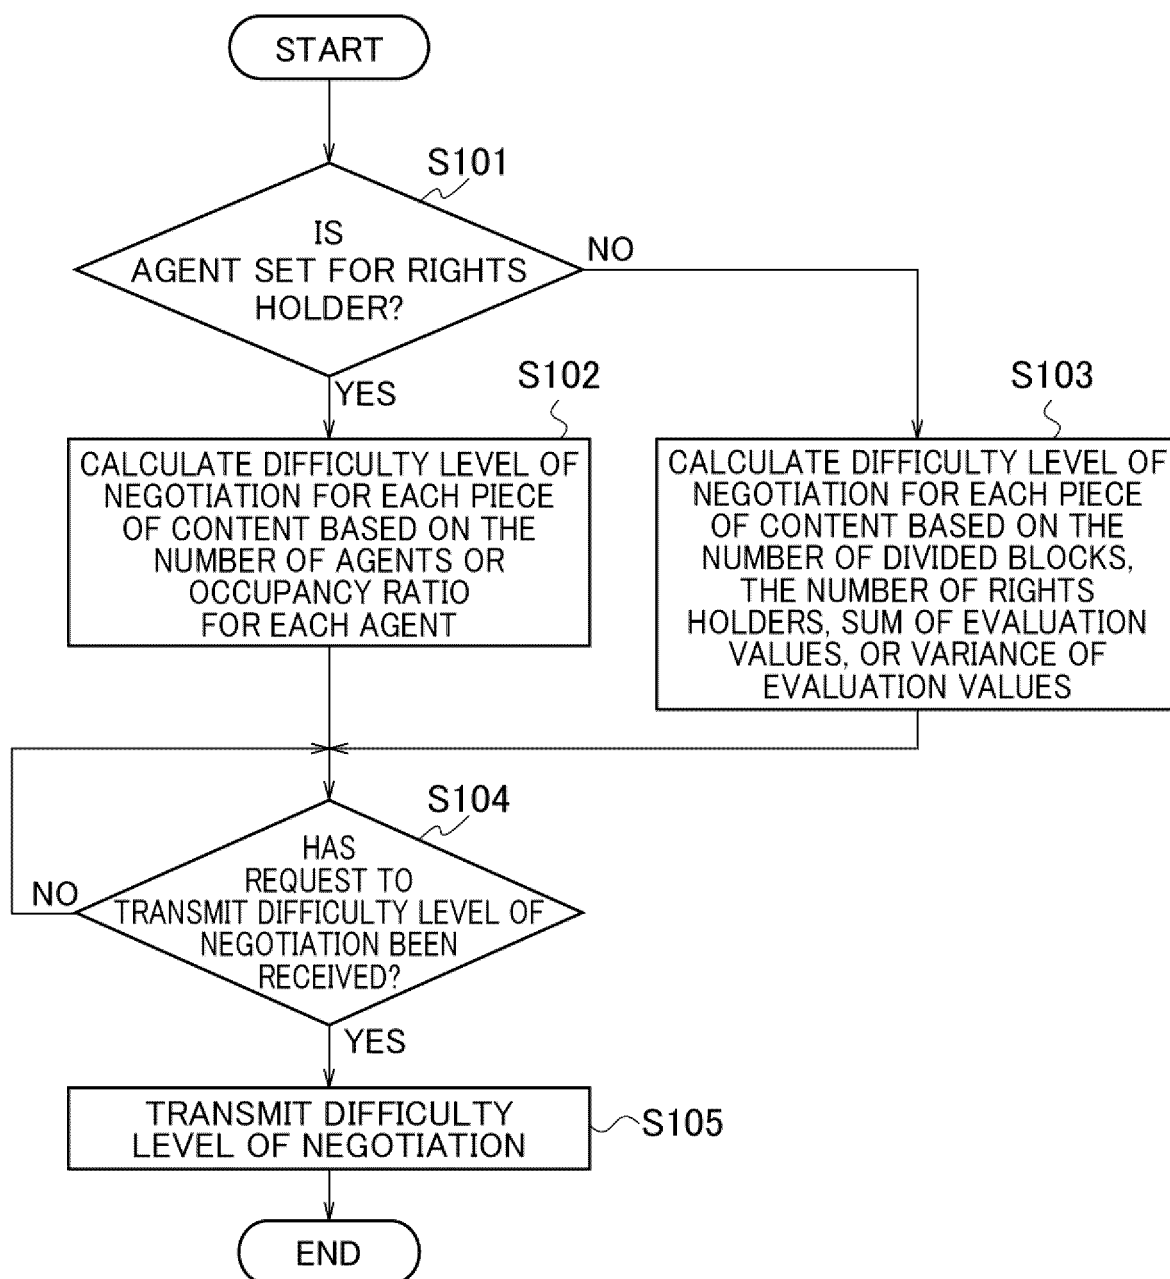 START
S101
IS
AGENT SET FOR RIGHTS
HOLDER?
NO
YES
S102
CALCULATE DIFFICULTY LEVEL OF
NEGOTIATION FOR EACH PIECE
OF CONTENT BASED ON THE
NUMBER OF AGENTS OR
OCCUPANCY RATIO
FOR EACH AGENT
S103
CALCULATE DIFFICULTY LEVEL OF
NEGOTIATION FOR EACH PIECE
OF CONTENT BASED ON THE
NUMBER OF DIVIDED BLOCKS,
THE NUMBER OF RIGHTS
HOLDERS, SUM OF EVALUATION
VALUES, OR VARIANCE OF
EVALUATION VALUES
S104
HAS
REQUEST TO
TRANSMIT DIFFICULTY LEVEL OF
NEGOTIATION BEEN
RECEIVED?
NO
YES
TRANSMIT DIFFICULTY
LEVEL OF NEGOTIATION
S105
END